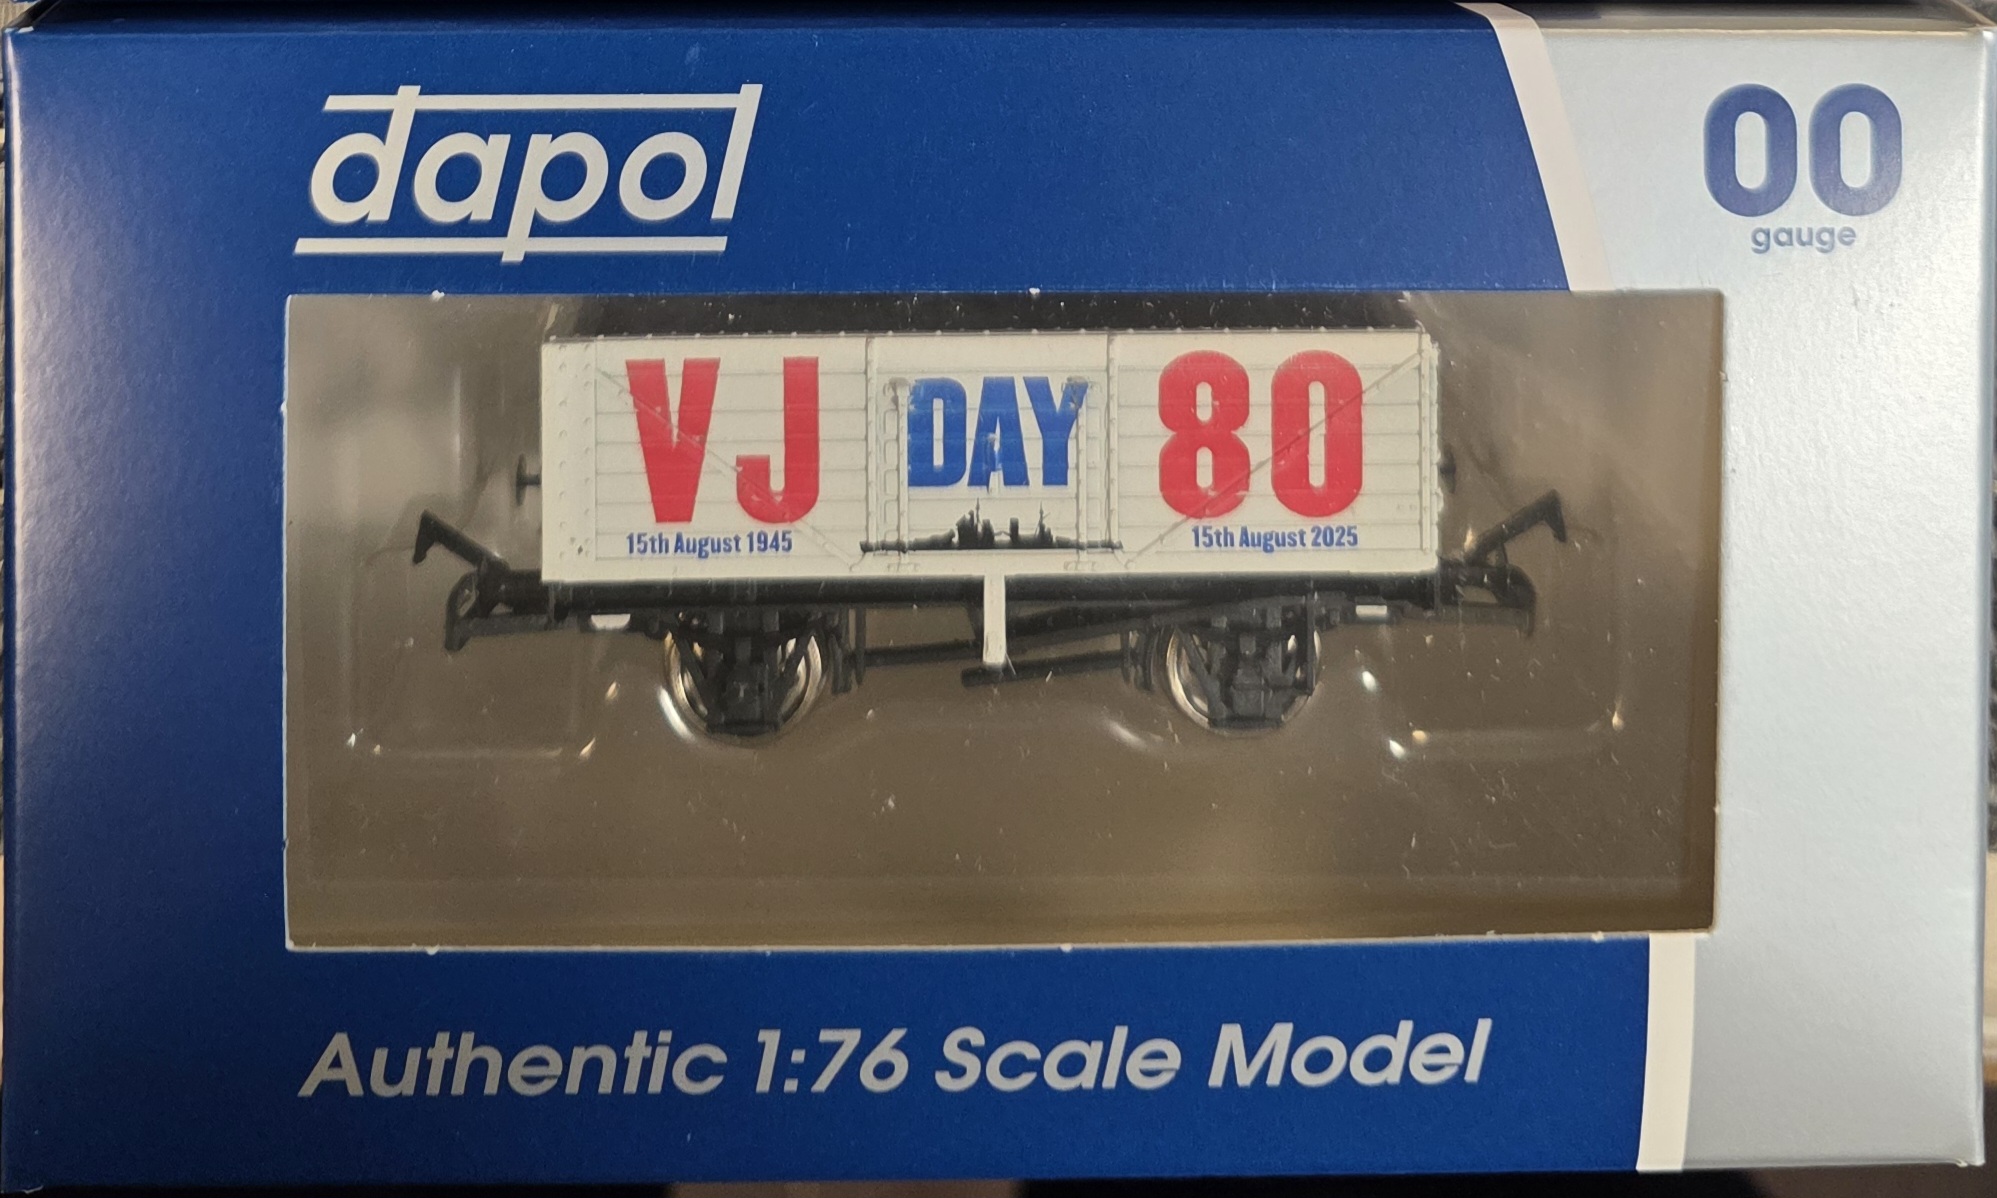 dapol
00
gauge
VJ DAY 80
15th August 1945 15th August 2025
Authentic 1:76 Scale Model